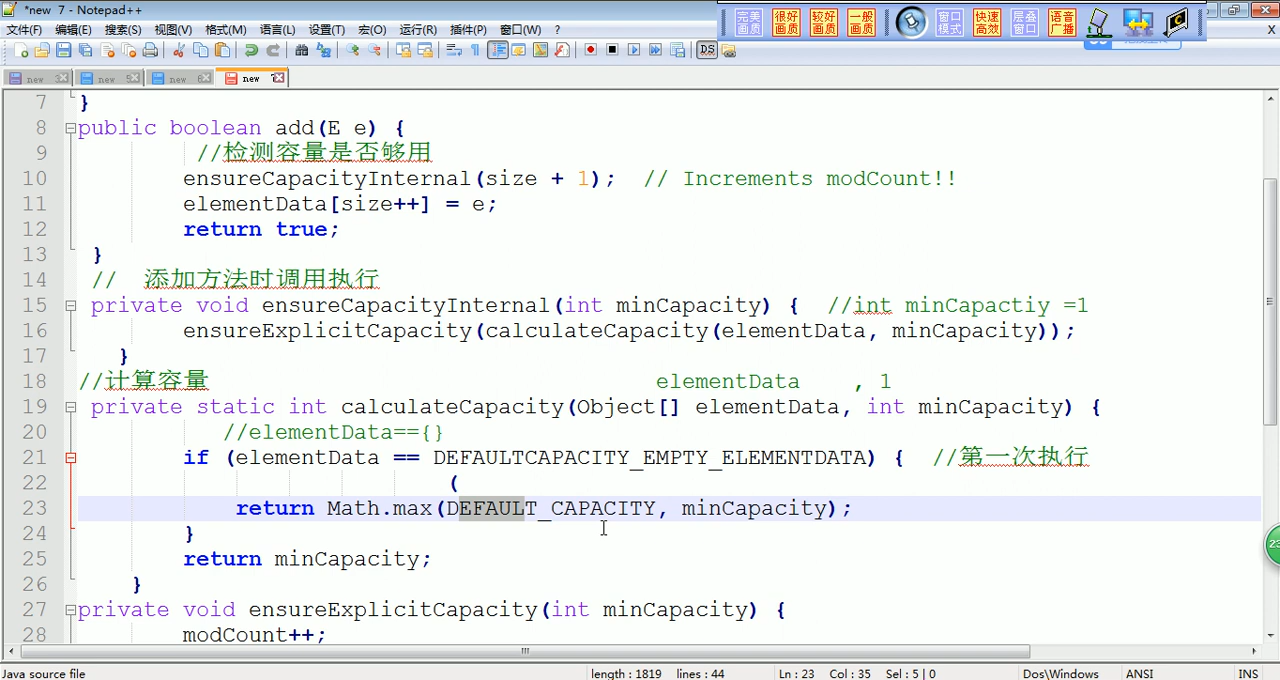 *new 7 - Notepad++
完美画质 很好画质 较好画质 一般画质 窗口模式 快速高效 层叠窗口 语音广播
文件(F) 编辑(E) 搜索(S) 视图(V) 格式(M) 语言(L) 设置(T) 宏(O) 运行(R) 插件(P) 窗口(W) ? X
new new new new 7
7 }
8 public boolean add(E e) {
9 //检测容量是否够用
10 ensureCapacityInternal(size + 1); // Increments modCount!!
11 elementData[size++] = e;
12 return true;
13 }
14 // 添加方法时调用执行
15 private void ensureCapacityInternal(int minCapacity) { //int minCapactiy =1
16 ensureExplicitCapacity(calculateCapacity(elementData, minCapacity));
17 }
18 //计算容量 elementData , 1
19 private static int calculateCapacity(Object[] elementData, int minCapacity) {
20 //elementData=={}
21 if (elementData == DEFAULTCAPACITY_EMPTY_ELEMENTDATA) { //第一次执行
22 (
23 return Math.max(DEFAULT_CAPACITY, minCapacity);
24 }
25 return minCapacity;
26 }
27 private void ensureExplicitCapacity(int minCapacity) {
28 modCount++;
Java source file length : 1819 lines : 44 Ln : 23 Col : 35 Sel : 5 | 0 Dos\Windows ANSI INS